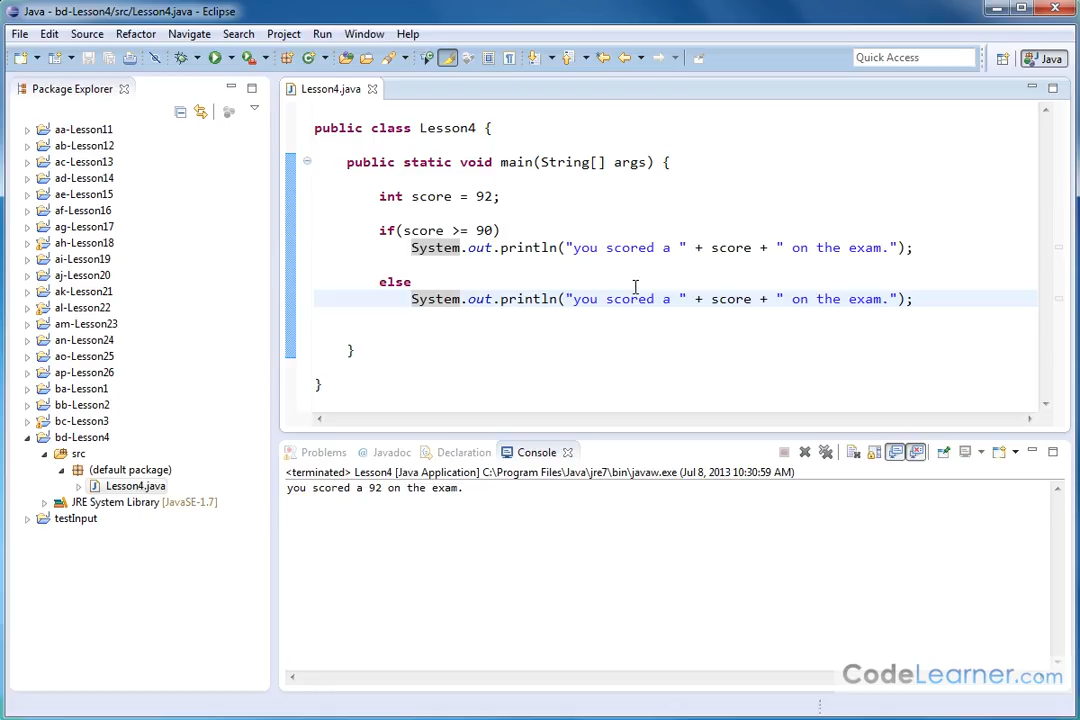 Java - bd-Lesson4/src/Lesson4.java - Eclipse
File Edit Source Refactor Navigate Search Project Run Window Help
Quick Access
Java
Package Explorer
Lesson4.java
aa-Lesson11
ab-Lesson12
ac-Lesson13
ad-Lesson14
ae-Lesson15
af-Lesson16
ag-Lesson17
ah-Lesson18
ai-Lesson19
aj-Lesson20
ak-Lesson21
al-Lesson22
am-Lesson23
an-Lesson24
ao-Lesson25
ap-Lesson26
ba-Lesson1
bb-Lesson2
bc-Lesson3
bd-Lesson4
src
(default package)
Lesson4.java
JRE System Library [JavaSE-1.7]
testInput
public class Lesson4 {
public static void main(String[] args) {
int score = 92;
if(score >= 90)
System.out.println("you scored a " + score + " on the exam.");
else
System.out.println("you scored a " + score + " on the exam.");
}
}
Problems @ Javadoc Declaration Console
<terminated> Lesson4 [Java Application] C:\Program Files\Java\jre7\bin\javaw.exe (Jul 8, 2013 10:30:59 AM)
you scored a 92 on the exam.
CodeLearner.com